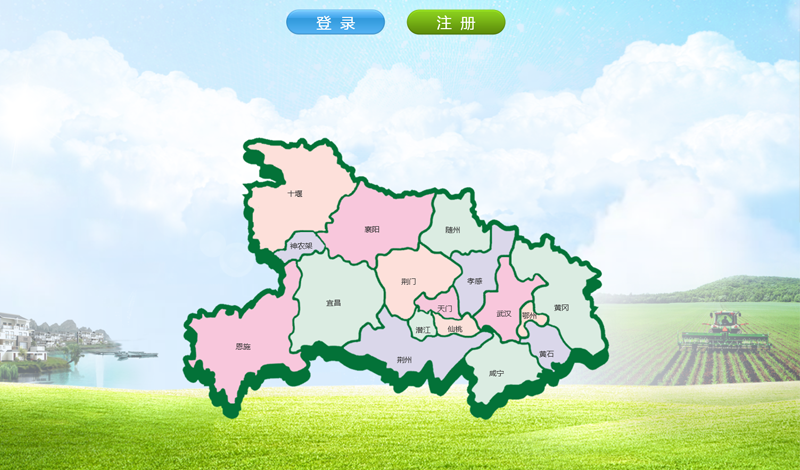 登 录
注 册
十堰
襄阳
随州
神农架
荆门
孝感
宜昌
天门
武汉
黄冈
鄂州
潜江
仙桃
恩施
荆州
黄石
咸宁